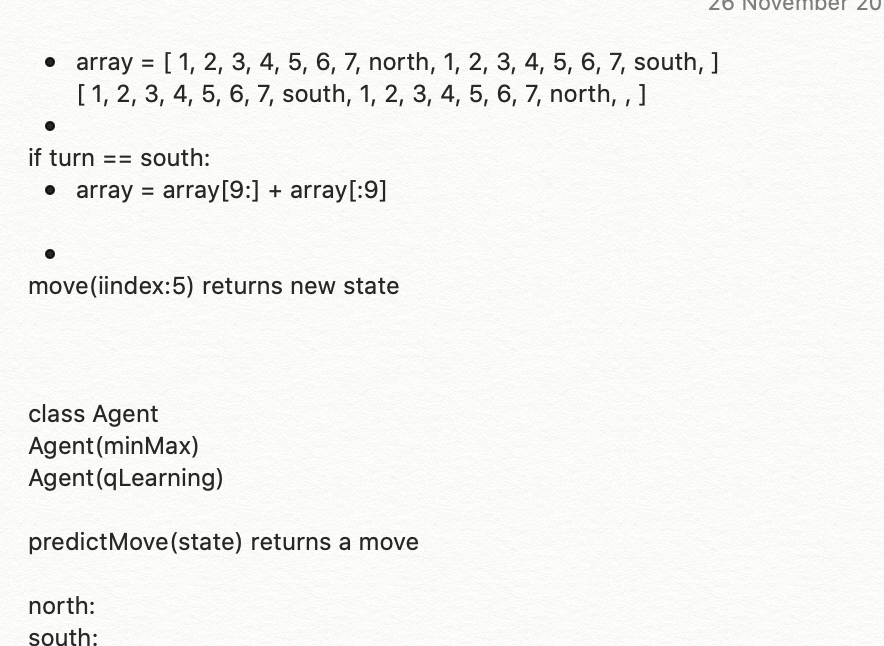 26 November 20
• array = [ 1, 2, 3, 4, 5, 6, 7, north, 1, 2, 3, 4, 5, 6, 7, south, ]
[ 1, 2, 3, 4, 5, 6, 7, south, 1, 2, 3, 4, 5, 6, 7, north, , ]
•
if turn == south:
• array = array[9:] + array[:9]
•
move(iindex:5) returns new state
class Agent
Agent(minMax)
Agent(qLearning)
predictMove(state) returns a move
north:
south: